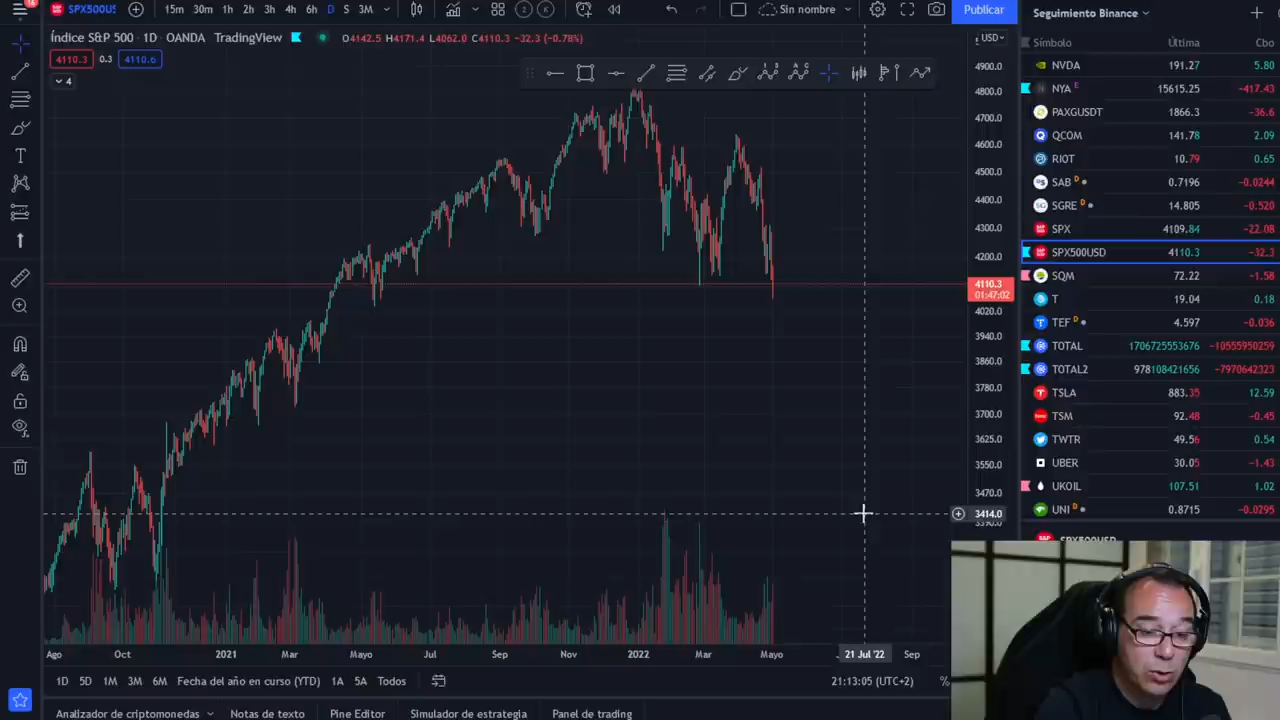 16
SPX500US
15m 30m 1h 2h 3h 4h 6h D S 3M
2 K
Sin nombre
Publicar
Seguimiento Binance
Índice S&P 500 · 1D · OANDA TradingView
O4142.5 H4171.4 L4062.0 C4110.3 −32.3 (−0.78%)
USD
4110.3 0.3 4110.6
4
Símbolo Última Cbo
NVDA 191.27 5.80
NYA E 15615.25 −417.43
PAXGUSDT 1866.3 −36.6
QCOM 141.78 2.09
RIOT 10.79 0.65
SAB D 0.7196 −0.0244
SGRE D 14.805 −0.520
SPX 4109.84 −22.08
SPX500USD 4110.3 −32.3
SQM 72.22 −1.58
T 19.04 0.18
TEF D 4.597 −0.036
TOTAL 1706725553676 −10555950259
TOTAL2 978108421656 −7970642323
TSLA 883.35 12.59
TSM 92.48 −0.45
TWTR 49.56 0.54
UBER 30.05 −1.43
UKOIL 107.51 1.02
UNI D 0.8715 −0.0295
SPX500USD
4900.0
4800.0
4700.0
4600.0
4500.0
4400.0
4300.0
4200.0
4110.3
01:47:02
4020.0
3940.0
3860.0
3780.0
3700.0
3625.0
3550.0
3470.0
3414.0
3390.0
Ago Oct 2021 Mar Mayo Jul Sep Nov 2022 Mar Mayo 21 Jul '22 Sep
1D 5D 1M 3M 6M Fecha del año en curso (YTD) 1A 5A Todos
21:13:05 (UTC+2) %
Analizador de criptomonedas Notas de texto Pine Editor Simulador de estrategia Panel de trading